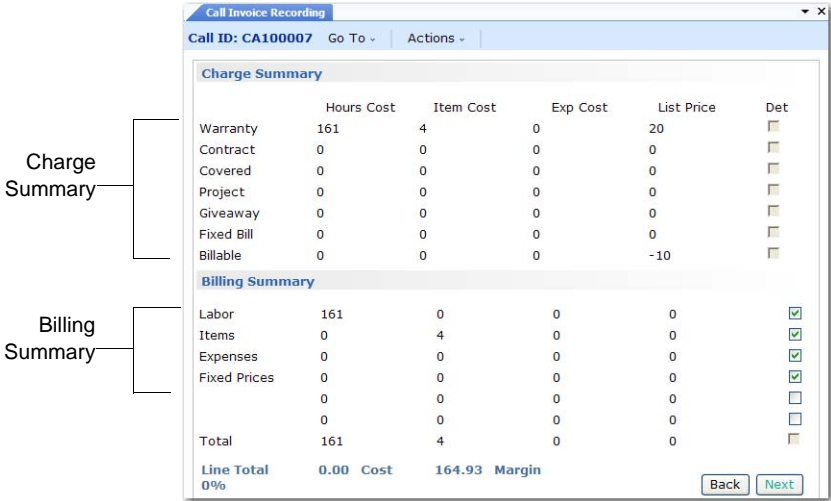 Call Invoice Recording
Call ID: CA100007 Go To Actions
Charge Summary
Hours Cost Item Cost Exp Cost List Price Det
Warranty 161 4 0 20
Contract 0 0 0 0
Covered 0 0 0 0
Project 0 0 0 0
Giveaway 0 0 0 0
Fixed Bill 0 0 0 0
Billable 0 0 0 -10
Charge
Summary
Billing Summary
Labor 161 0 0 0
Items 0 4 0 0
Expenses 0 0 0 0
Fixed Prices 0 0 0 0
0 0 0 0
0 0 0 0
Total 161 4 0 0
Billing
Summary
Line Total 0.00 Cost 164.93 Margin
0%
Back Next